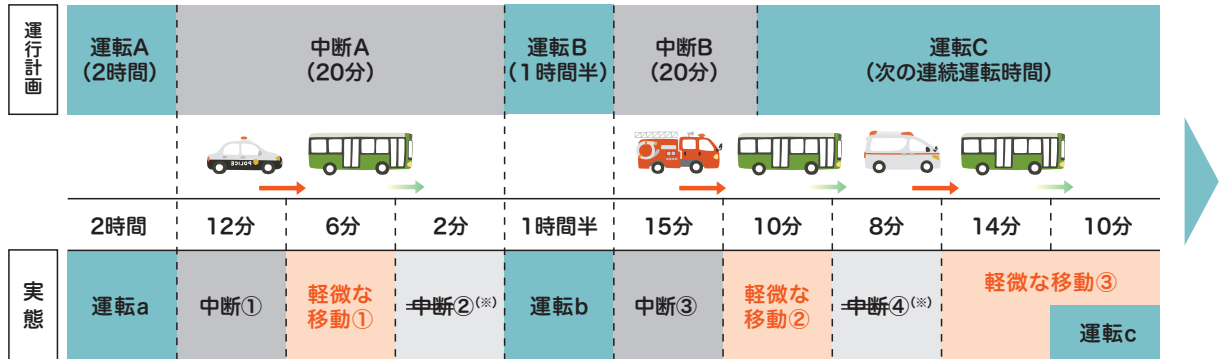 運行計画
運転A
(2時間)
中断A
(20分)
運転B
(1時間半)
中断B
(20分)
運転C
(次の連続運転時間)
POLICE
2時間
12分
6分
2分
1時間半
15分
10分
8分
14分
10分
実態
運転a
中断①
軽微な
移動①
中断②(※)
運転b
中断③
軽微な
移動②
中断④(※)
軽微な移動③
運転c